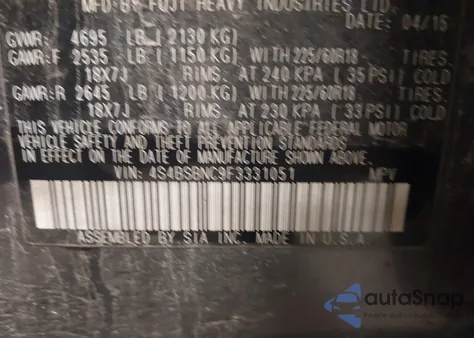 MFD BY FUJI HEAVY INDUSTRIES LTD.
DATE: 04/15
GVWR: 4695 LB (2130 KG)
GAWR:F 2535 LB (1150 KG), WITH 225/60R18 TIRES,
18X7J RIMS, AT 240 KPA (35 PSI) COLD
GAWR:R 2645 LB (1200 KG), WITH 225/60R18 TIRES,
18X7J RIMS, AT 230 KPA (33 PSI) COLD
THIS VEHICLE CONFORMS TO ALL APPLICABLE FEDERAL MOTOR
VEHICLE SAFETY AND THEFT PREVENTION STANDARDS
IN EFFECT ON THE DATE OF MANUFACTURE SHOWN ABOVE.
VIN: 4S4BSBNC9F3331051 MPV
ASSEMBLED BY SIA INC. MADE IN U.S.A.
autoSnap